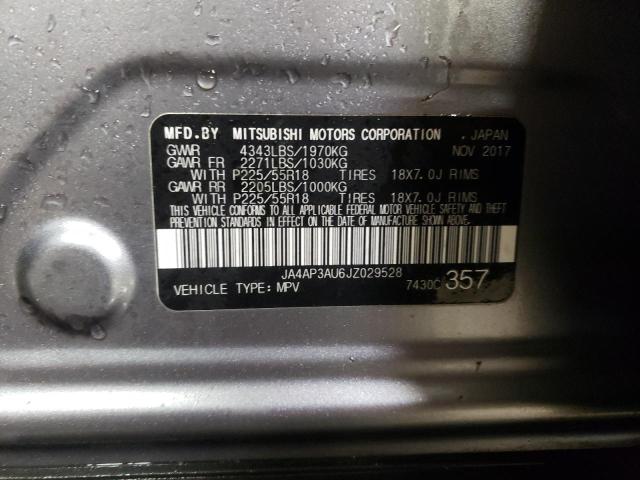 MFD.BY MITSUBISHI MOTORS CORPORATION . JAPAN
GVWR 4343LBS/1970KG NOV 2017
GAWR FR 2271LBS/1030KG
WITH P225/55R18 TIRES 18X7.0J RIMS
GAWR RR 2205LBS/1000KG
WITH P225/55R18 TIRES 18X7.0J RIMS
THIS VEHICLE CONFORMS TO ALL APPLICABLE FEDERAL MOTOR VEHICLE SAFETY AND THEFT
PREVENTION STANDARDS IN EFFECT ON THE DATE OF MANUFACTURE SHOWN ABOVE.
JA4AP3AU6JZ029528
VEHICLE TYPE: MPV 7430C 357